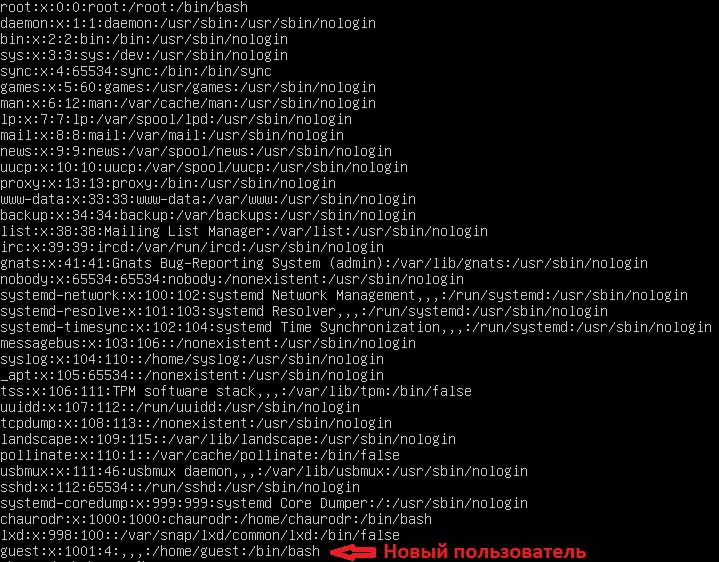 root:x:0:0:root:/root:/bin/bash
daemon:x:1:1:daemon:/usr/sbin:/usr/sbin/nologin
bin:x:2:2:bin:/bin:/usr/sbin/nologin
sys:x:3:3:sys:/dev:/usr/sbin/nologin
sync:x:4:65534:sync:/bin:/bin/sync
games:x:5:60:games:/usr/games:/usr/sbin/nologin
man:x:6:12:man:/var/cache/man:/usr/sbin/nologin
lp:x:7:7:lp:/var/spool/lpd:/usr/sbin/nologin
mail:x:8:8:mail:/var/mail:/usr/sbin/nologin
news:x:9:9:news:/var/spool/news:/usr/sbin/nologin
uucp:x:10:10:uucp:/var/spool/uucp:/usr/sbin/nologin
proxy:x:13:13:proxy:/bin:/usr/sbin/nologin
www-data:x:33:33:www-data:/var/www:/usr/sbin/nologin
backup:x:34:34:backup:/var/backups:/usr/sbin/nologin
list:x:38:38:Mailing List Manager:/var/list:/usr/sbin/nologin
irc:x:39:39:ircd:/var/run/ircd:/usr/sbin/nologin
gnats:x:41:41:Gnats Bug-Reporting System (admin):/var/lib/gnats:/usr/sbin/nologin
nobody:x:65534:65534:nobody:/nonexistent:/usr/sbin/nologin
systemd-network:x:100:102:systemd Network Management,,,:/run/systemd:/usr/sbin/nologin
systemd-resolve:x:101:103:systemd Resolver,,,:/run/systemd:/usr/sbin/nologin
systemd-timesync:x:102:104:systemd Time Synchronization,,,:/run/systemd:/usr/sbin/nologin
messagebus:x:103:106::/nonexistent:/usr/sbin/nologin
syslog:x:104:110::/home/syslog:/usr/sbin/nologin
_apt:x:105:65534::/nonexistent:/usr/sbin/nologin
tss:x:106:111:TPM software stack,,,:/var/lib/tpm:/bin/false
uuidd:x:107:112::/run/uuidd:/usr/sbin/nologin
tcpdump:x:108:113::/nonexistent:/usr/sbin/nologin
landscape:x:109:115::/var/lib/landscape:/usr/sbin/nologin
pollinate:x:110:1::/var/cache/pollinate:/bin/false
usbmux:x:111:46:usbmux daemon,,,:/var/lib/usbmux:/usr/sbin/nologin
sshd:x:112:65534::/run/sshd:/usr/sbin/nologin
systemd-coredump:x:999:999:systemd Core Dumper:/:/usr/sbin/nologin
chaurodr:x:1000:1000:chaurodr:/home/chaurodr:/bin/bash
lxd:x:998:100::/var/snap/lxd/common/lxd:/bin/false
guest:x:1001:4:,,,:/home/guest:/bin/bash Новый пользователь